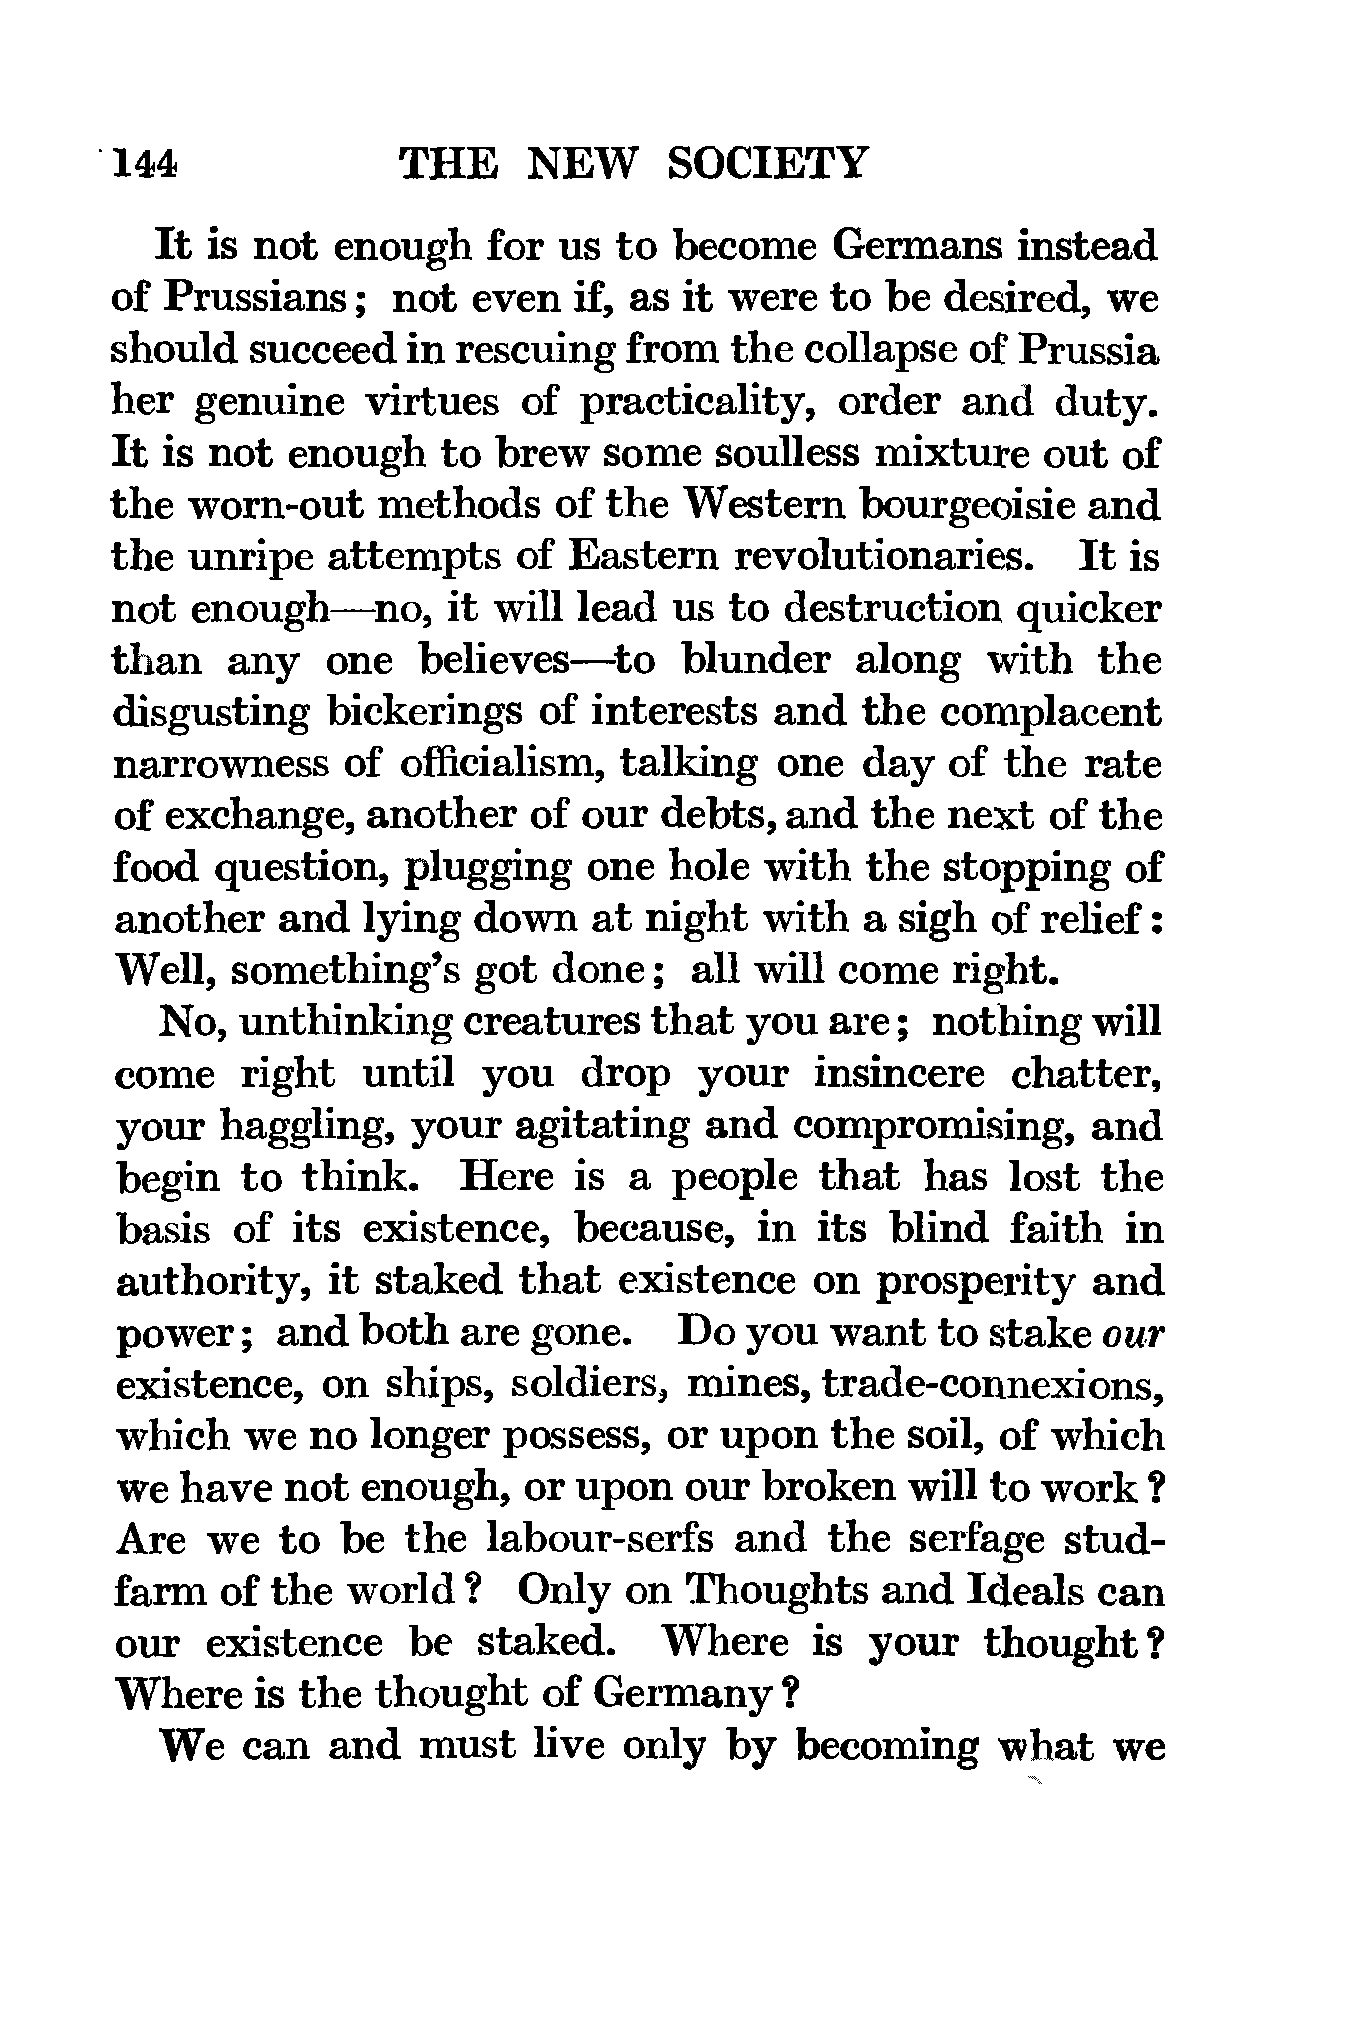 144 THE NEW SOCIETY
It is not enough for us to become Germans instead
of Prussians; not even if, as it were to be desired, we
should succeed in rescuing from the collapse of Prussia
her genuine virtues of practicality, order and duty.
It is not enough to brew some soulless mixture out of
the worn-out methods of the Western bourgeoisie and
the unripe attempts of Eastern revolutionaries. It is
not enough—no, it will lead us to destruction quicker
than any one believes—to blunder along with the
disgusting bickerings of interests and the complacent
narrowness of officialism, talking one day of the rate
of exchange, another of our debts, and the next of the
food question, plugging one hole with the stopping of
another and lying down at night with a sigh of relief:
Well, something's got done; all will come right.
No, unthinking creatures that you are; nothing will
come right until you drop your insincere chatter,
your haggling, your agitating and compromising, and
begin to think. Here is a people that has lost the
basis of its existence, because, in its blind faith in
authority, it staked that existence on prosperity and
power; and both are gone. Do you want to stake our
existence, on ships, soldiers, mines, trade-connexions,
which we no longer possess, or upon the soil, of which
we have not enough, or upon our broken will to work?
Are we to be the labour-serfs and the serfage stud-
farm of the world? Only on Thoughts and Ideals can
our existence be staked. Where is your thought?
Where is the thought of Germany?
We can and must live only by becoming what we